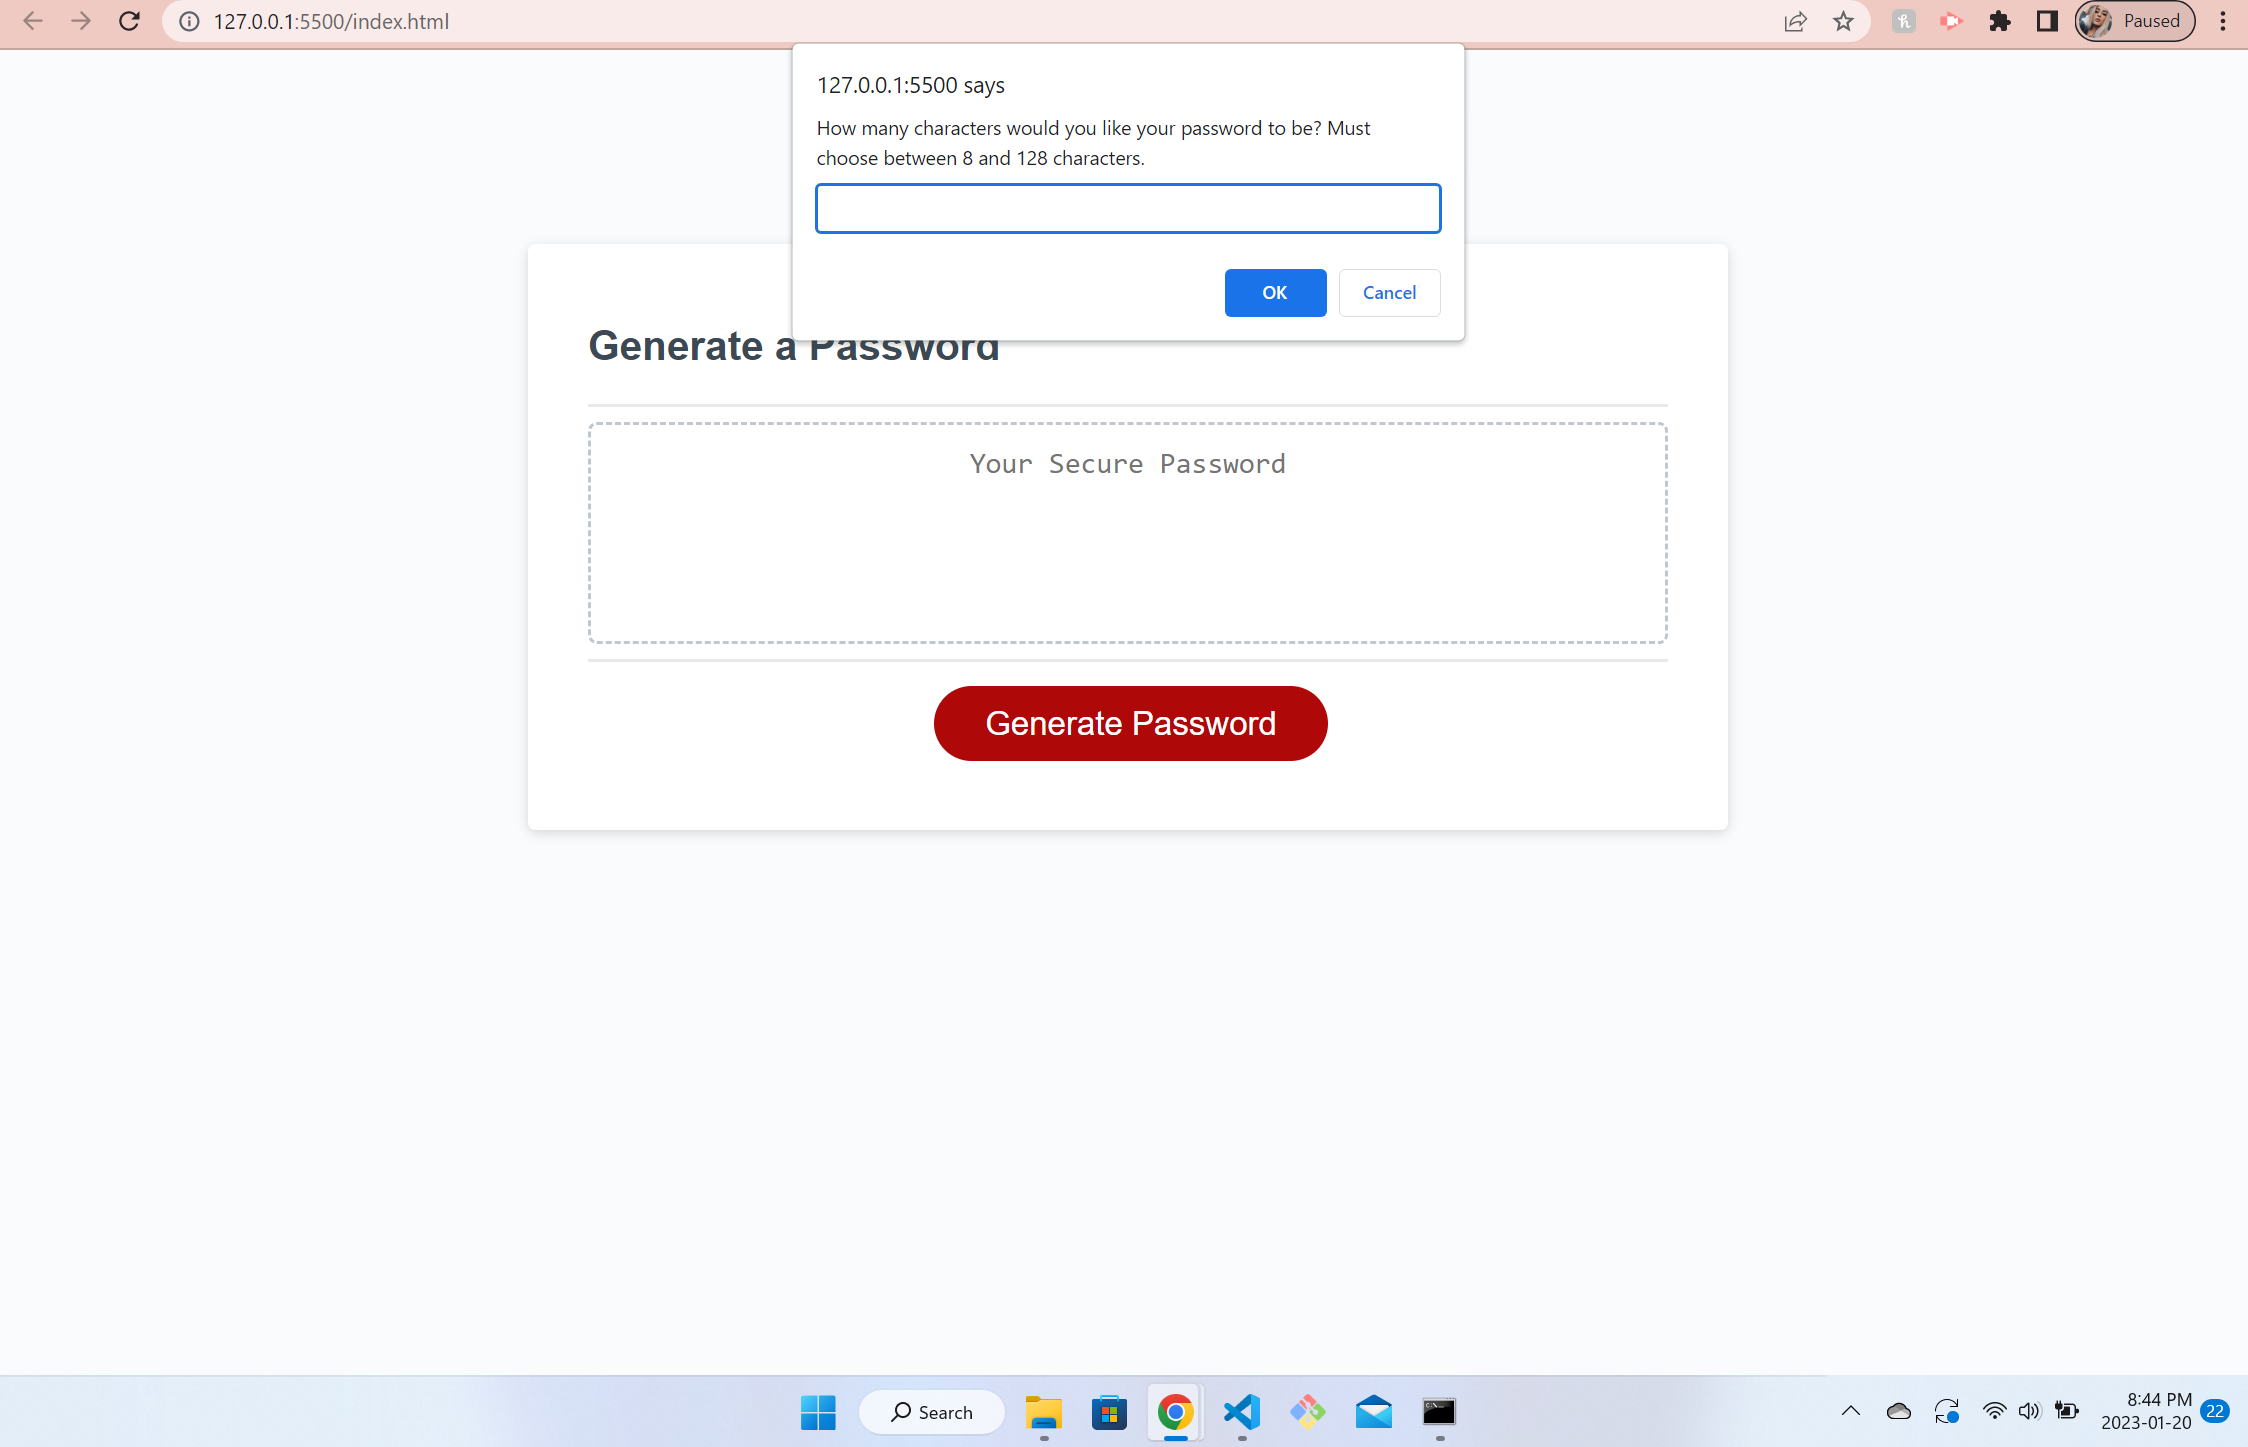 127.0.0.1:5500/index.html
Paused
127.0.0.1:5500 says
How many characters would you like your password to be? Must
choose between 8 and 128 characters.
OK
Cancel
Generate a Password
Your Secure Password
Generate Password
Search
8:44 PM
2023-01-20
22